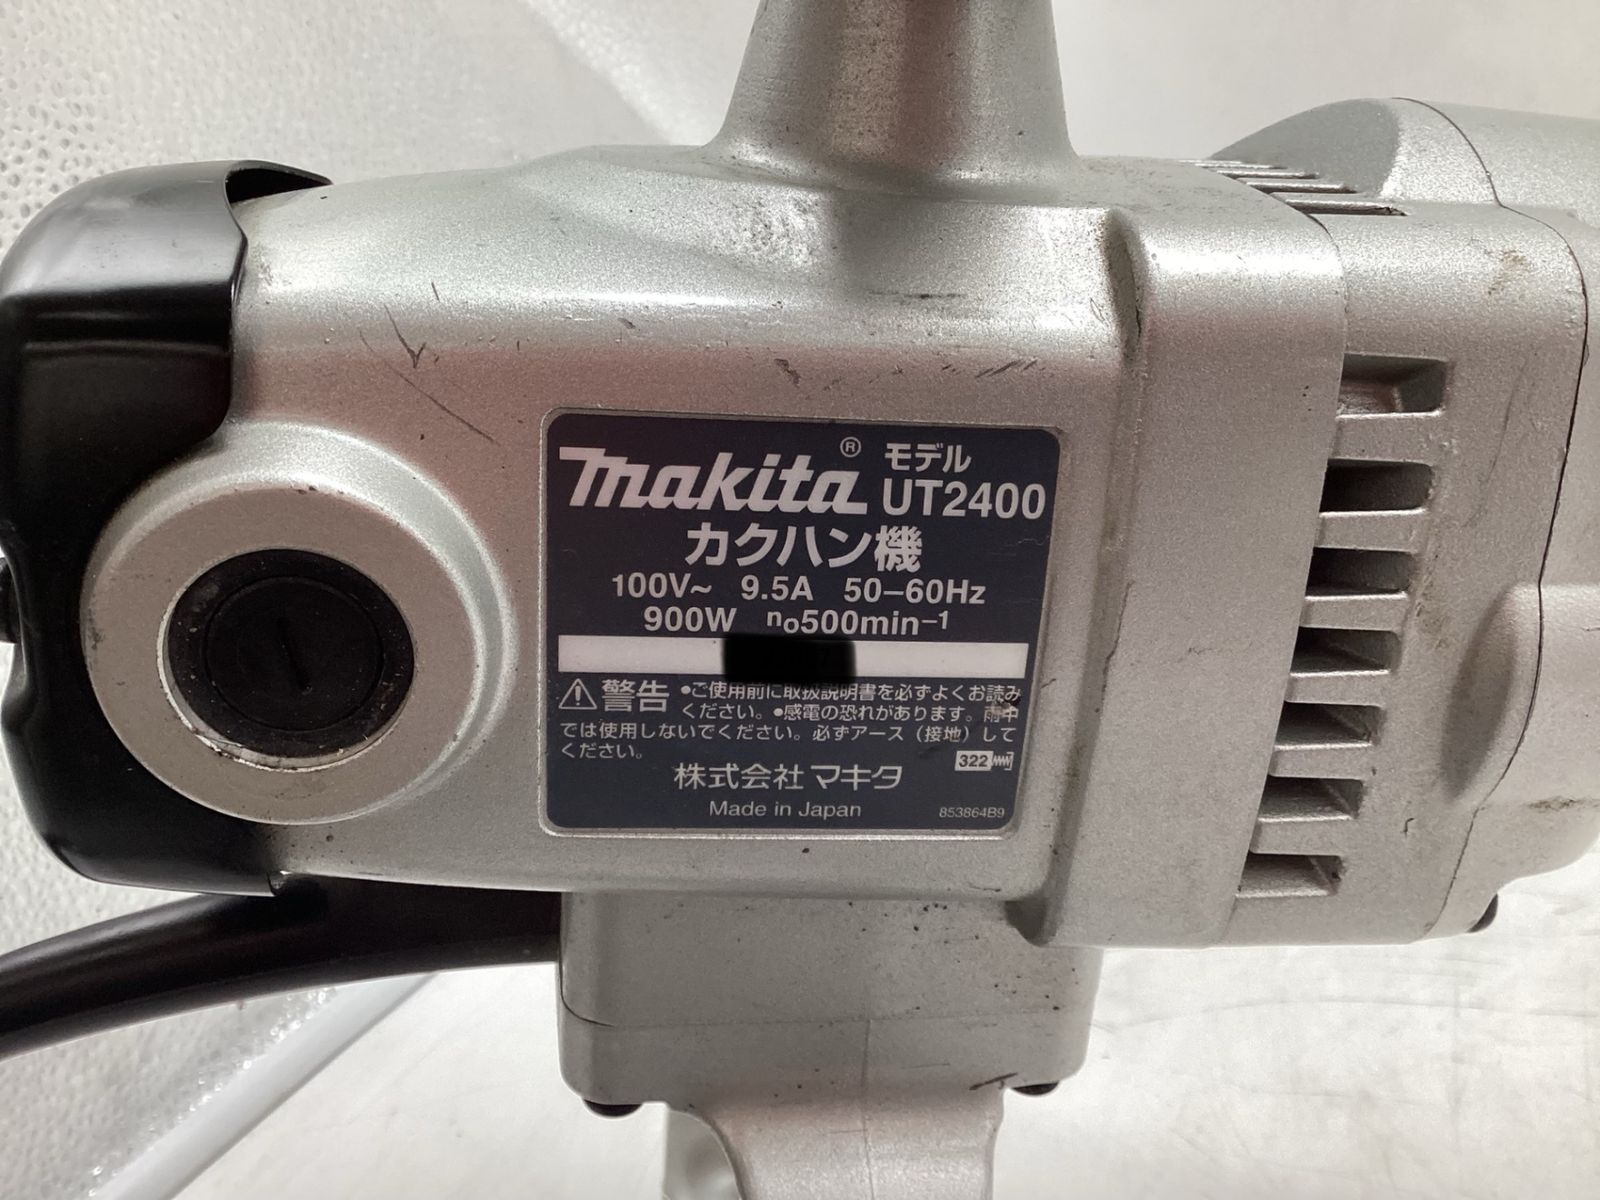 makita® モデル
UT2400
カクハン機
100V~ 9.5A 50–60Hz
900W no500min−1
⚠警告 •ご使用前に取扱説明書を必ずよくお読み
ください。•感電の恐れがあります。雨中
では使用しないでください。必ずアース（接地）して
ください。
322
株式会社マキタ
Made in Japan
853864B9